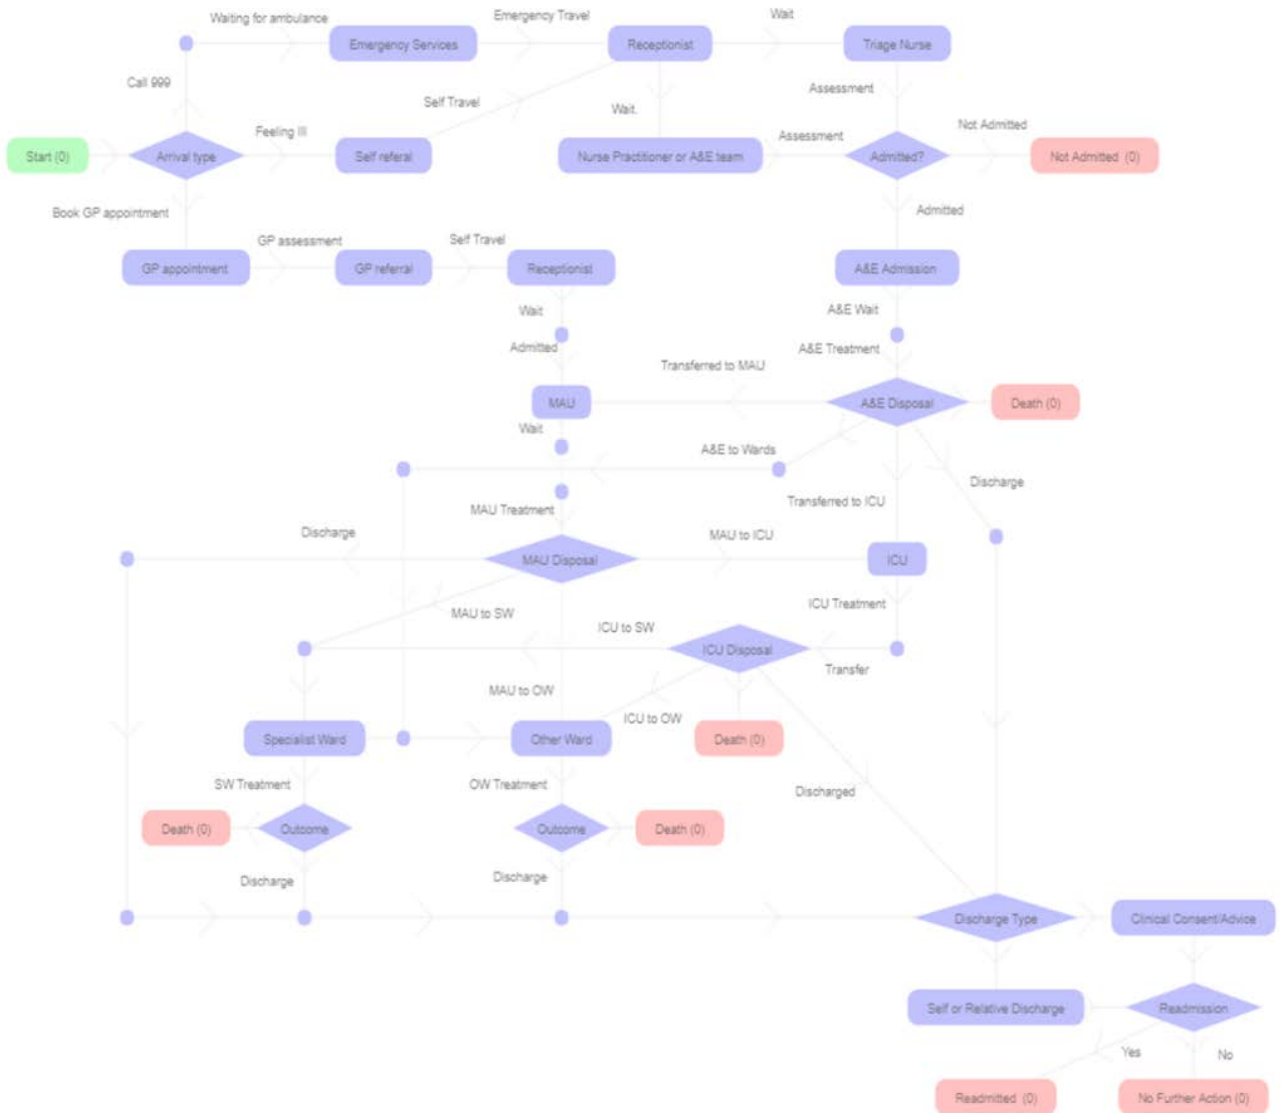 Waiting for ambulance
Emergency Travel
Wait
Emergency Services
Receptionist
Triage Nurse
Call 999
Assessment
Self Travel
Wait.
Feeling Ill
Assessment
Not Admitted
Start (0)
Arrival type
Self referal
Nurse Practitioner or A&E team
Admitted?
Not Admitted (0)
Book GP appointment
Admitted
GP assessment
Self Travel
GP appointment
GP referral
Receptionist
A&E Admission
Wait
A&E Wait
Admitted
A&E Treatment
Transferred to MAU
MAU
A&E Disposal
Death (0)
Wait
A&E to Wards
Discharge
Transferred to ICU
MAU Treatment
Discharge
MAU to ICU
MAU Disposal
ICU
ICU Treatment
MAU to SW
ICU to SW
ICU Disposal
Transfer
MAU to OW
ICU to OW
Specialist Ward
Other Ward
Death (0)
SW Treatment
OW Treatment
Discharged
Death (0)
Outcome
Outcome
Death (0)
Discharge
Discharge
Discharge Type
Clinical Consent/Advice
Self or Relative Discharge
Readmission
Yes
No
Readmitted (0)
No Further Action (0)